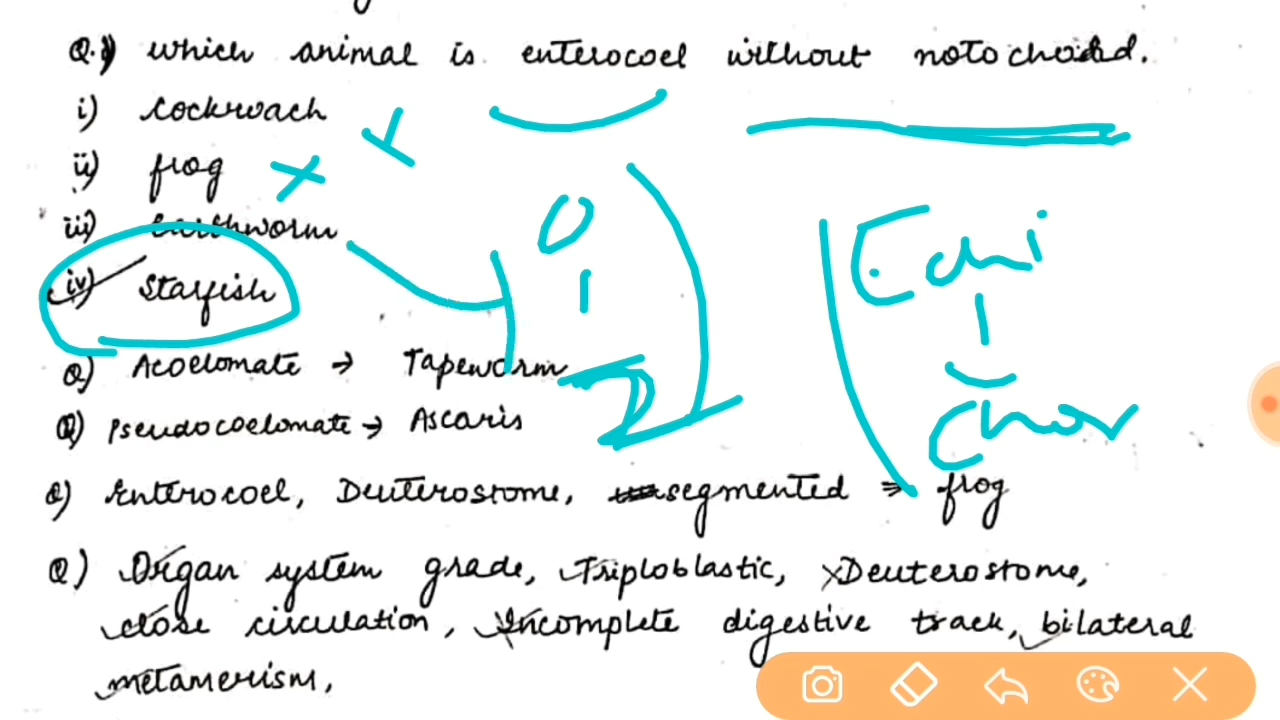 Q.) which animal is enterocoel without notochodd.
i) Cockroach
ii) frog
iii) Earthworm
iv) Starfish
Q) Acoelomate → Tapeworm
Q) Pseudocoelomate → Ascaris
Q) Enterocoel, Deuterostome, segmented ⇒ frog
Q) Organ system grade, Triploblastic, Deuterostome,
close circulation, Incomplete digestive track, bilateral
metamerism,
Echi
Chor